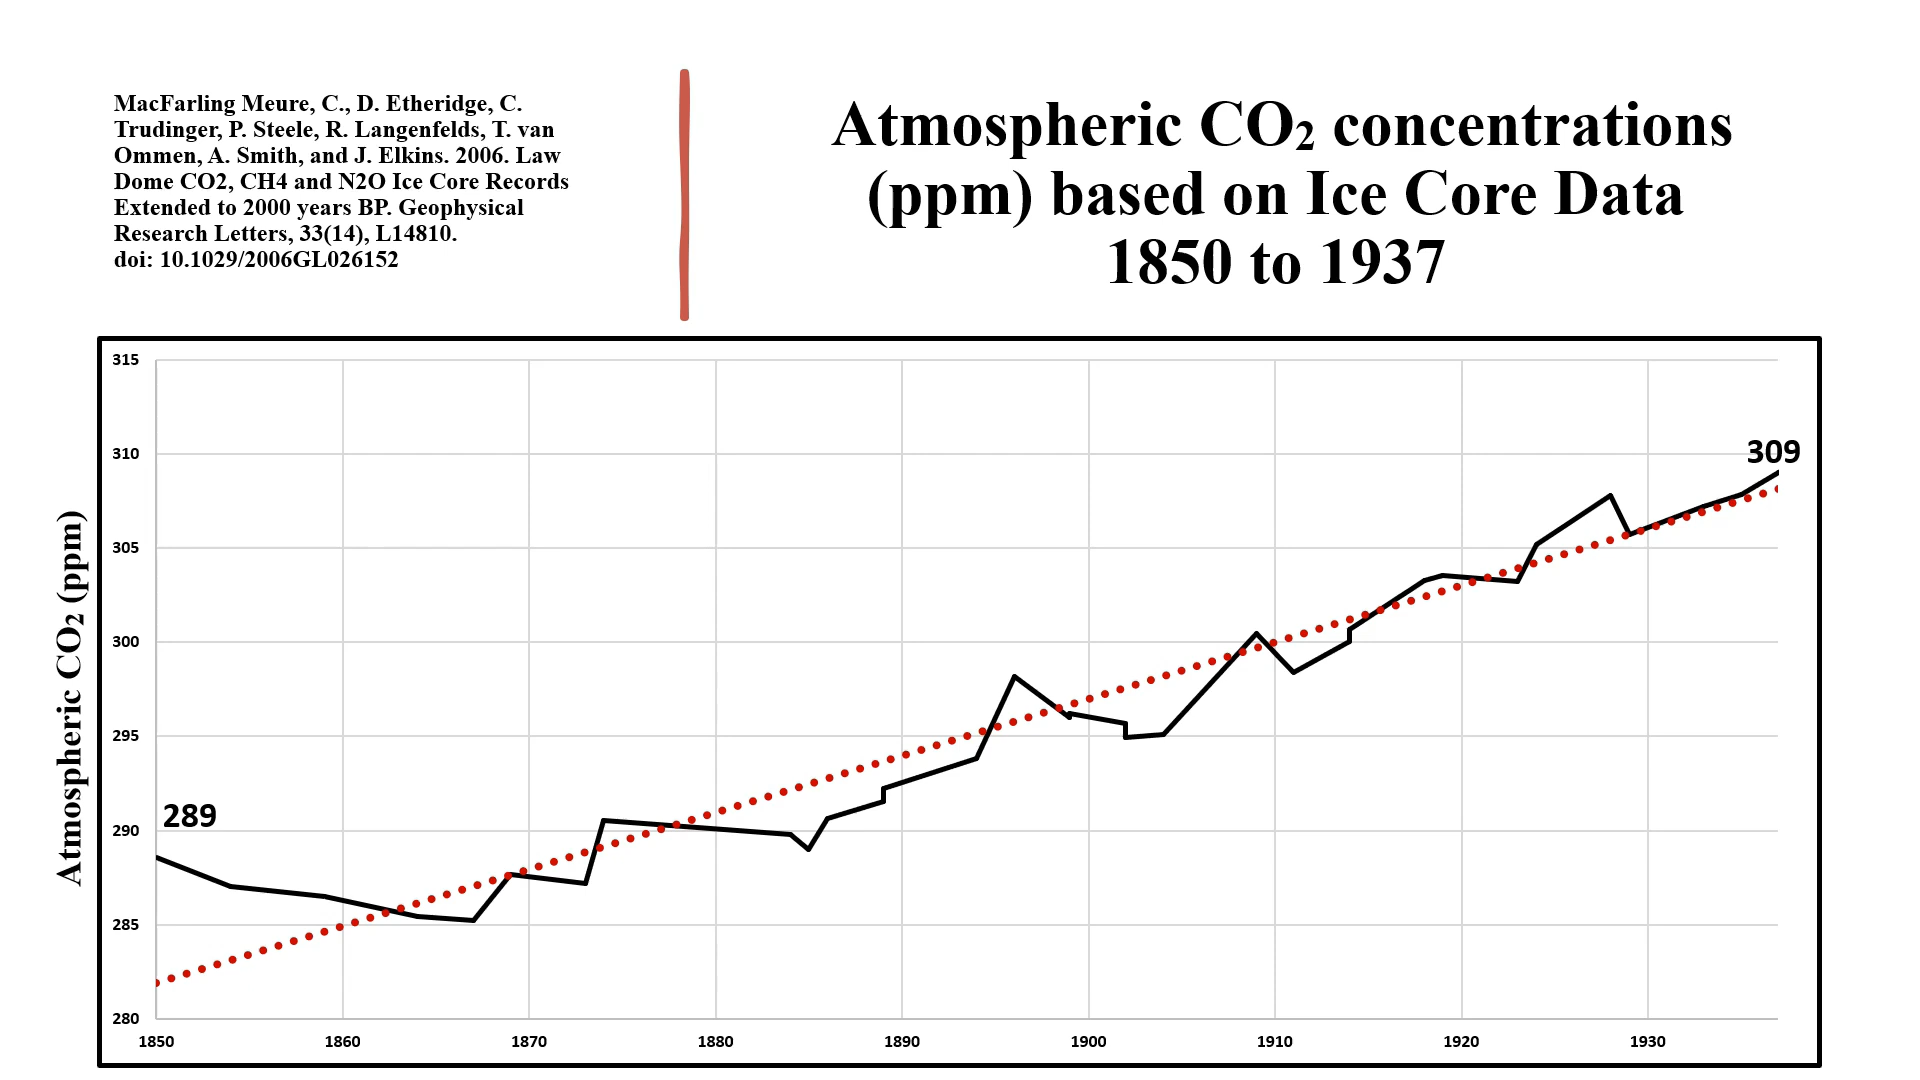 MacFarling Meure, C., D. Etheridge, C.
Trudinger, P. Steele, R. Langenfelds, T. van
Ommen, A. Smith, and J. Elkins. 2006. Law
Dome CO2, CH4 and N2O Ice Core Records
Extended to 2000 years BP. Geophysical
Research Letters, 33(14), L14810.
doi: 10.1029/2006GL026152
Atmospheric CO₂ concentrations
(ppm) based on Ice Core Data
1850 to 1937
Atmospheric CO₂ (ppm)
315
310
305
300
295
290
285
280
289
309
1850 1860 1870 1880 1890 1900 1910 1920 1930